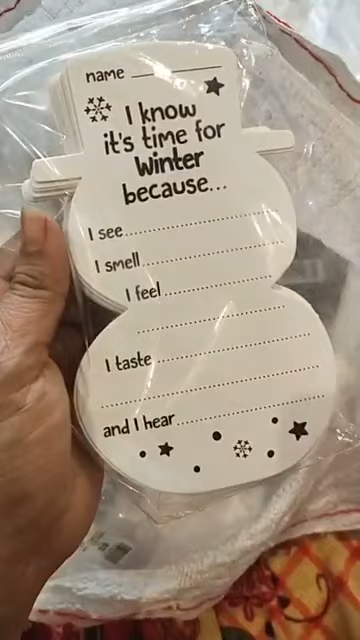 name
I know
it's time for
winter
because...
I see
I smell
I feel
I taste
and I hear